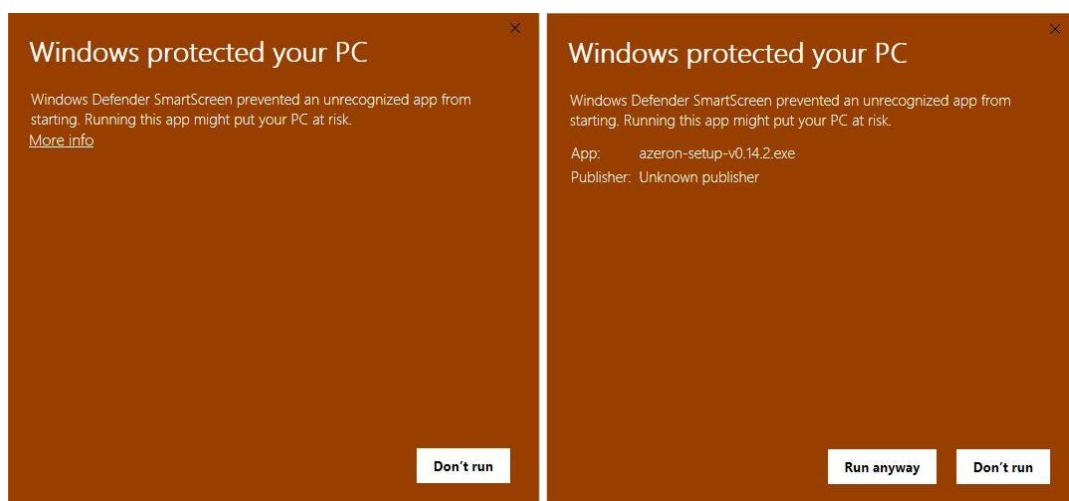 Windows protected your PC
Windows Defender SmartScreen prevented an unrecognized app from
starting. Running this app might put your PC at risk.
More info
Don't run
Windows protected your PC
Windows Defender SmartScreen prevented an unrecognized app from
starting. Running this app might put your PC at risk.
App: azeron-setup-v0.14.2.exe
Publisher: Unknown publisher
Run anyway Don't run